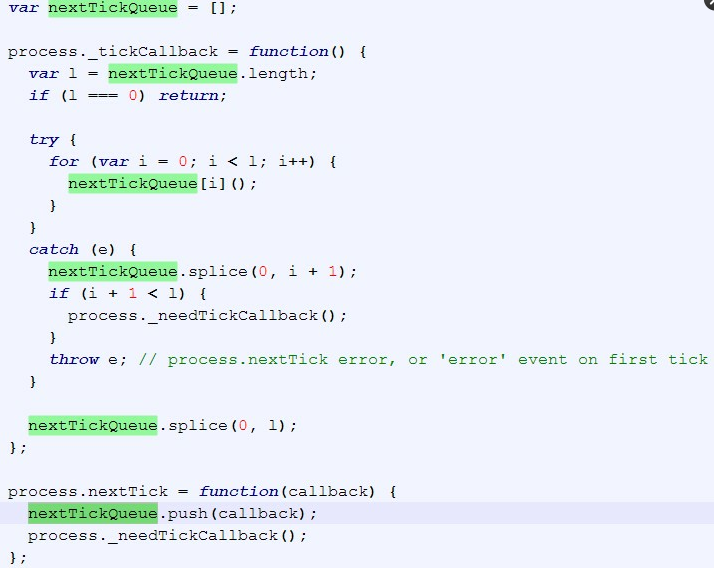 var nextTickQueue = [];

process._tickCallback = function() {
  var l = nextTickQueue.length;
  if (l === 0) return;

  try {
    for (var i = 0; i < l; i++) {
      nextTickQueue[i]();
    }
  }
  catch (e) {
    nextTickQueue.splice(0, i + 1);
    if (i + 1 < l) {
      process._needTickCallback();
    }
    throw e; // process.nextTick error, or 'error' event on first tick
  }

  nextTickQueue.splice(0, l);
};

process.nextTick = function(callback) {
  nextTickQueue.push(callback);
  process._needTickCallback();
};